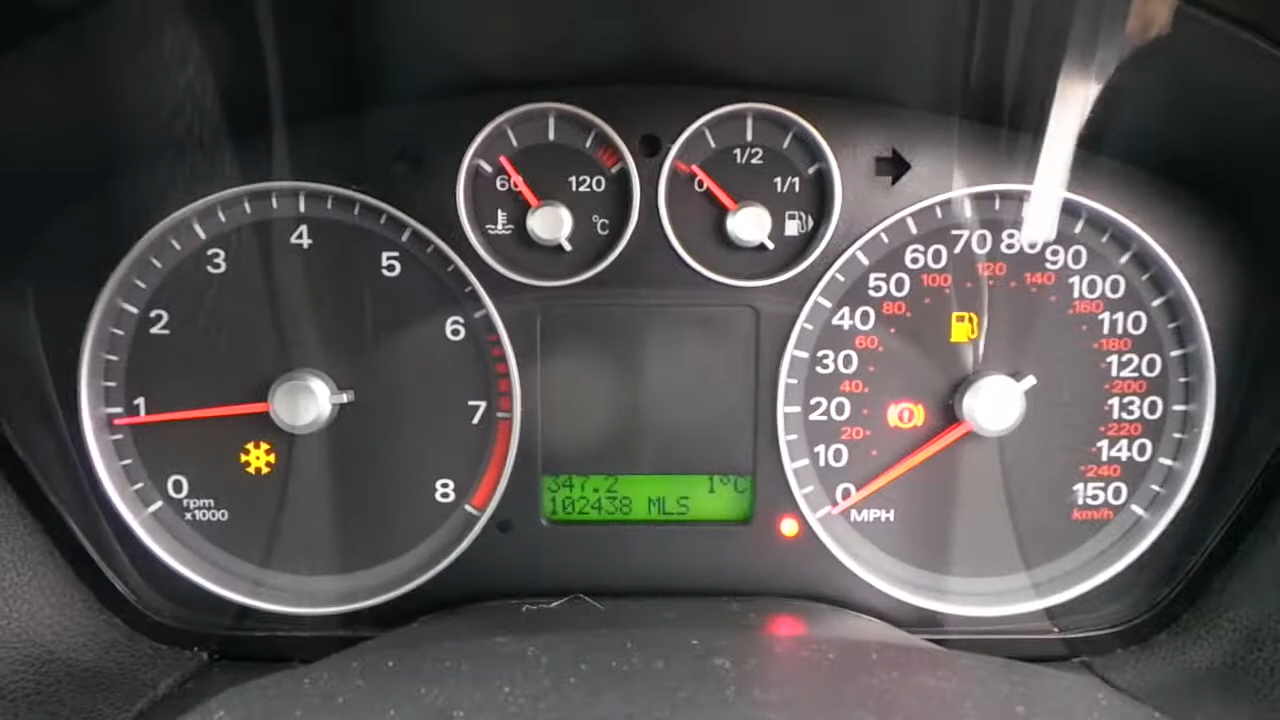 60 120
°C
0 1/2 1/1
0 1 2 3 4 5 6 7 8
rpm
x1000
347.2 1°C
102438 MLS
0 10 20 30 40 50 60 70 80 90 100 110 120 130 140 150
20 40 60 80 100 120 140 160 180 200 220 240
MPH
km/h